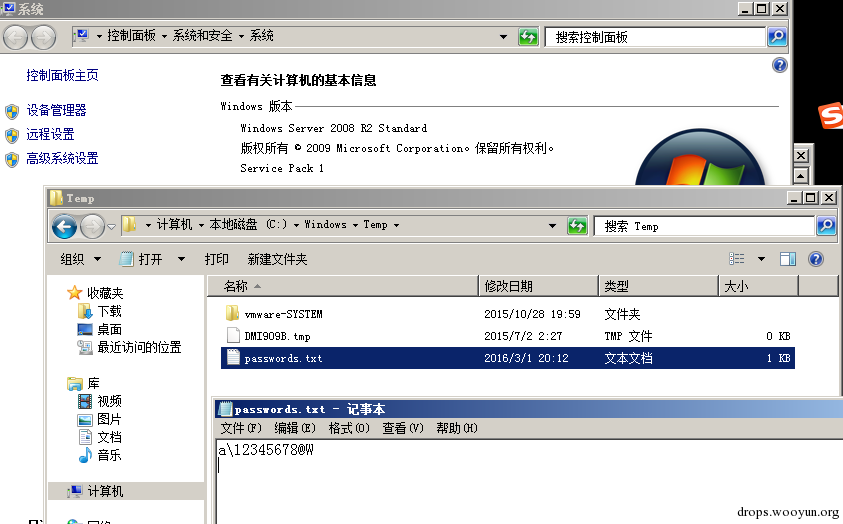 系统
控制面板 系统和安全 系统
搜索控制面板
控制面板主页
设备管理器
远程设置
高级系统设置
查看有关计算机的基本信息
Windows 版本
Windows Server 2008 R2 Standard
版权所有 © 2009 Microsoft Corporation。保留所有权利。
Service Pack 1
Temp
计算机 本地磁盘 (C:) Windows Temp
搜索 Temp
组织 打开 打印 新建文件夹
名称 修改日期 类型 大小
收藏夹
下载
桌面
最近访问的位置
库
视频
图片
文档
音乐
计算机
vmware-SYSTEM 2015/10/28 19:59 文件夹
DMI909B.tmp 2015/7/2 2:27 TMP 文件 0 KB
passwords.txt 2016/3/1 20:12 文本文档 1 KB
passwords.txt - 记事本
文件(F) 编辑(E) 格式(O) 查看(V) 帮助(H)
a\12345678@W
drops.wooyun.org